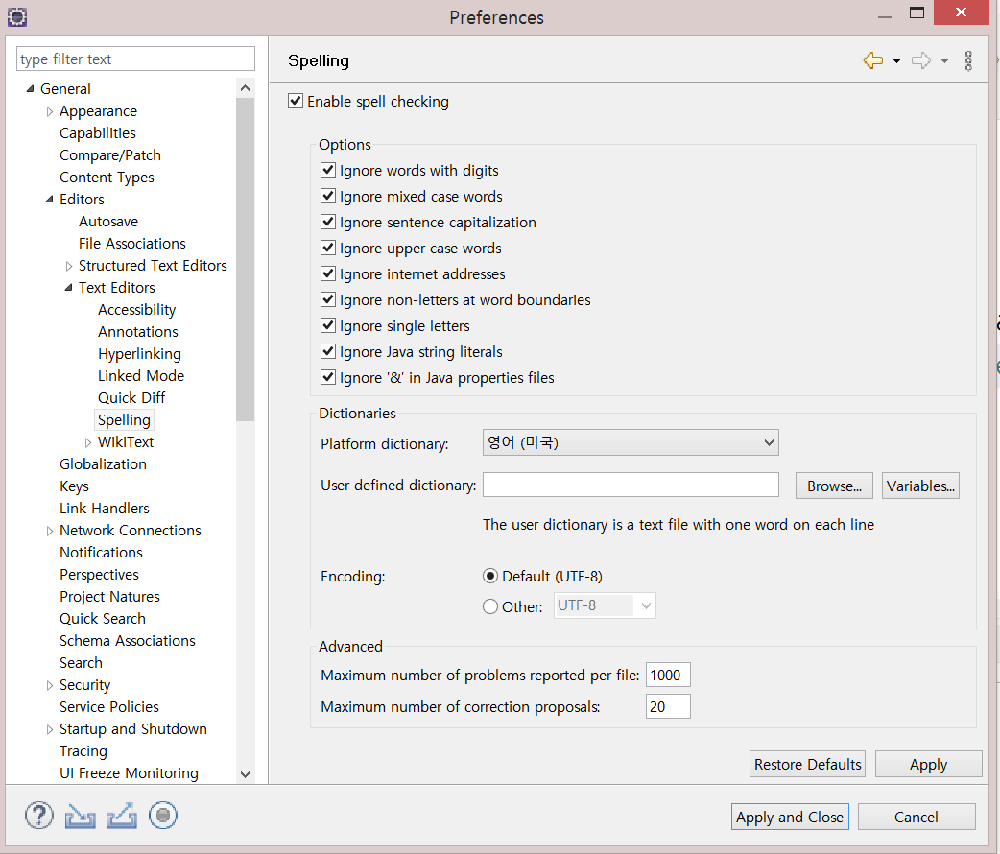 Preferences
type filter text
General
Appearance
Capabilities
Compare/Patch
Content Types
Editors
Autosave
File Associations
Structured Text Editors
Text Editors
Accessibility
Annotations
Hyperlinking
Linked Mode
Quick Diff
Spelling
WikiText
Globalization
Keys
Link Handlers
Network Connections
Notifications
Perspectives
Project Natures
Quick Search
Schema Associations
Search
Security
Service Policies
Startup and Shutdown
Tracing
UI Freeze Monitoring
Spelling
Enable spell checking
Options
Ignore words with digits
Ignore mixed case words
Ignore sentence capitalization
Ignore upper case words
Ignore internet addresses
Ignore non-letters at word boundaries
Ignore single letters
Ignore Java string literals
Ignore '&' in Java properties files
Dictionaries
Platform dictionary: 영어 (미국)
User defined dictionary: Browse... Variables...
The user dictionary is a text file with one word on each line
Encoding: Default (UTF-8)
Other: UTF-8
Advanced
Maximum number of problems reported per file: 1000
Maximum number of correction proposals: 20
Restore Defaults Apply
Apply and Close Cancel